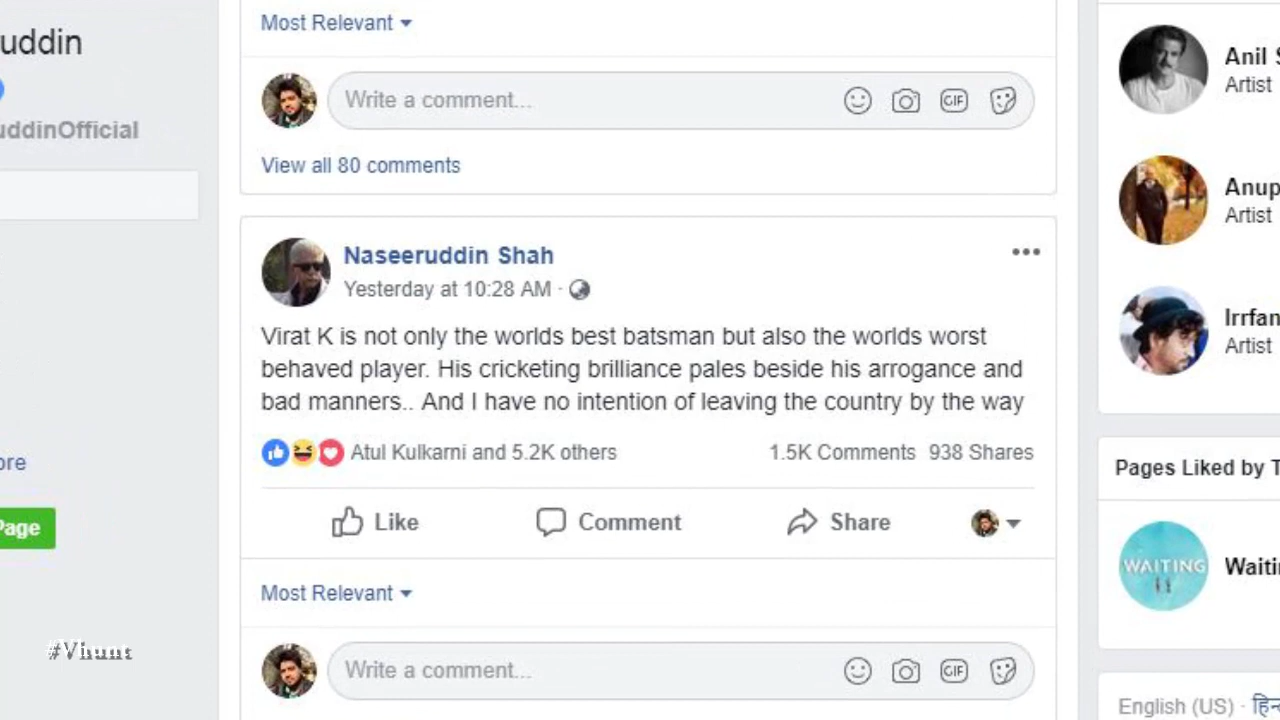 uddin
uddinOfficial
ore
Page
#Vhunt
Most Relevant
Write a comment...
GIF
View all 80 comments
Naseeruddin Shah
Yesterday at 10:28 AM ·
Virat K is not only the worlds best batsman but also the worlds worst
behaved player. His cricketing brilliance pales beside his arrogance and
bad manners.. And I have no intention of leaving the country by the way
Atul Kulkarni and 5.2K others 1.5K Comments 938 Shares
Like Comment Share
Most Relevant
Write a comment...
GIF
Anil S
Artist
Anup
Artist
Irrfan
Artist
Pages Liked by T
WAITING
Waiti
English (US) · हिन्